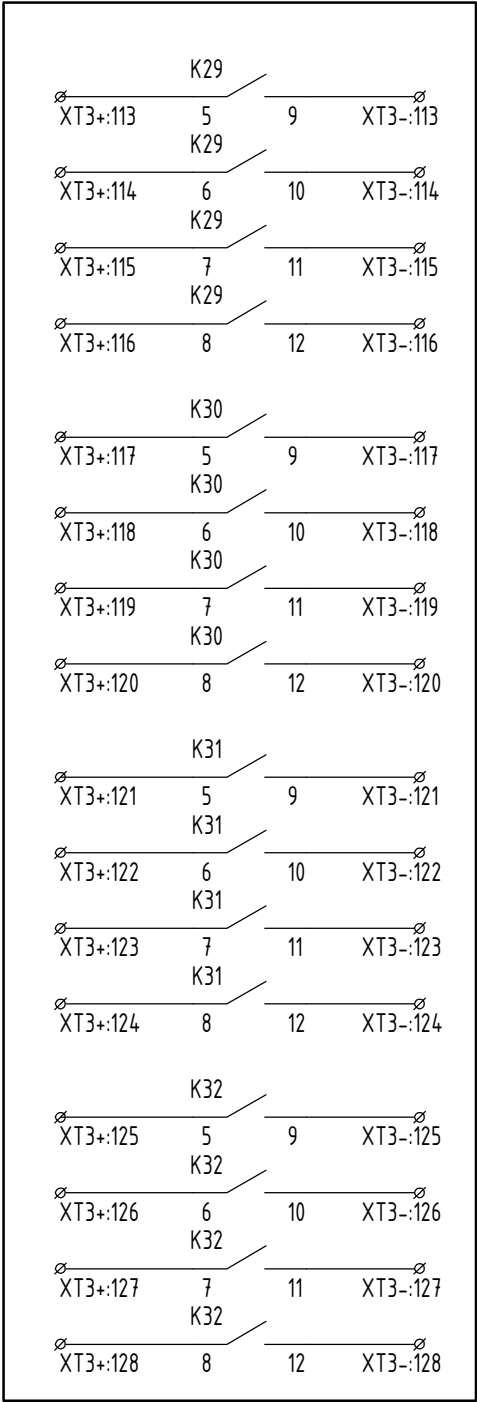 K29
XT3+:113 5 9 XT3-:113
K29
XT3+:114 6 10 XT3-:114
K29
XT3+:115 7 11 XT3-:115
K29
XT3+:116 8 12 XT3-:116
K30
XT3+:117 5 9 XT3-:117
K30
XT3+:118 6 10 XT3-:118
K30
XT3+:119 7 11 XT3-:119
K30
XT3+:120 8 12 XT3-:120
K31
XT3+:121 5 9 XT3-:121
K31
XT3+:122 6 10 XT3-:122
K31
XT3+:123 7 11 XT3-:123
K31
XT3+:124 8 12 XT3-:124
K32
XT3+:125 5 9 XT3-:125
K32
XT3+:126 6 10 XT3-:126
K32
XT3+:127 7 11 XT3-:127
K32
XT3+:128 8 12 XT3-:128